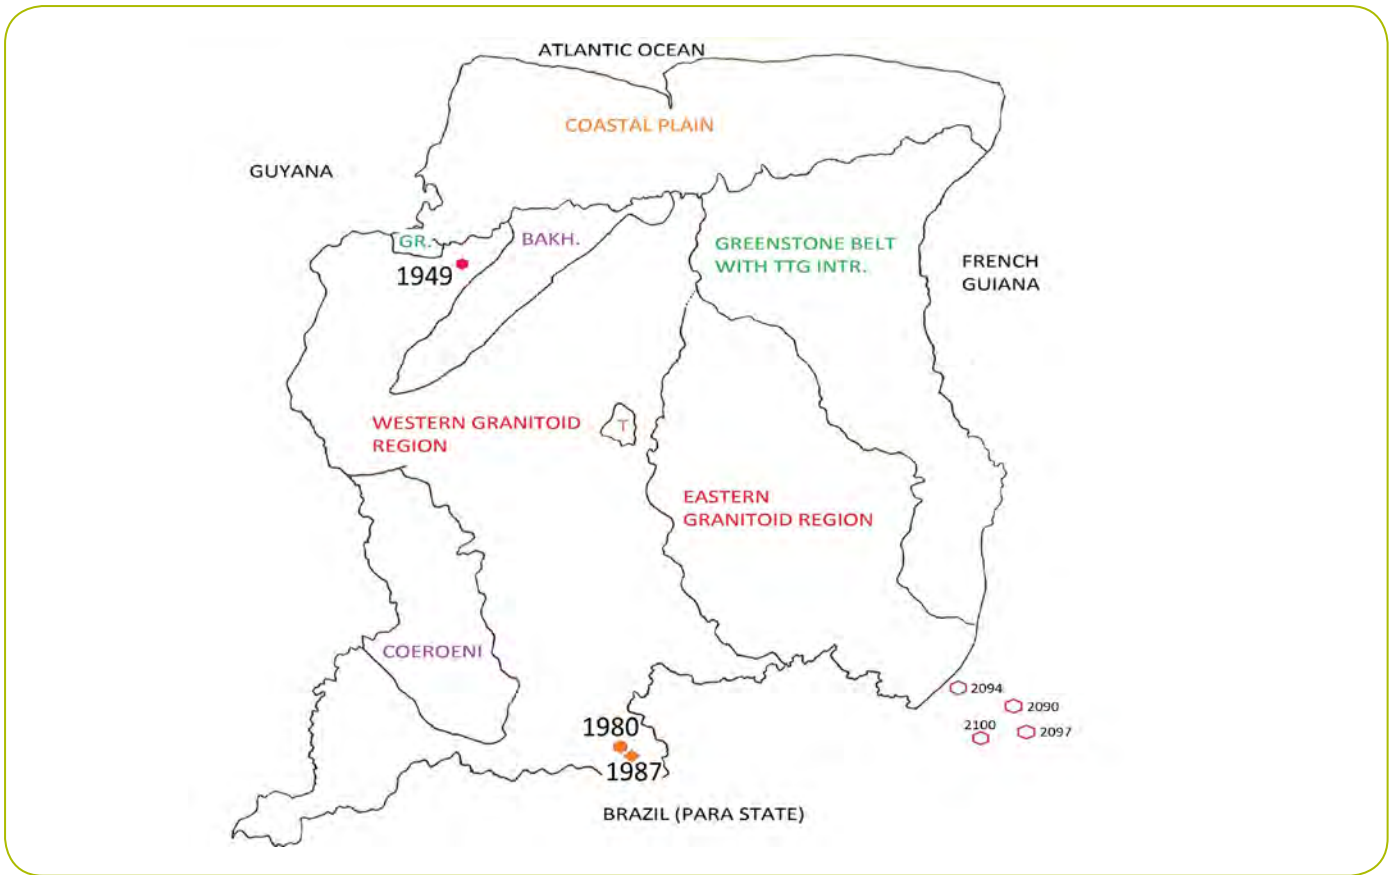 ATLANTIC OCEAN
COASTAL PLAIN
GUYANA
GR.
BAKH.
1949
GREENSTONE BELT
WITH TTG INTR.
FRENCH
GUIANA
WESTERN GRANITOID
REGION
T
EASTERN
GRANITOID REGION
COEROENI
2094
2090
2100
2097
1980
1987
BRAZIL (PARA STATE)